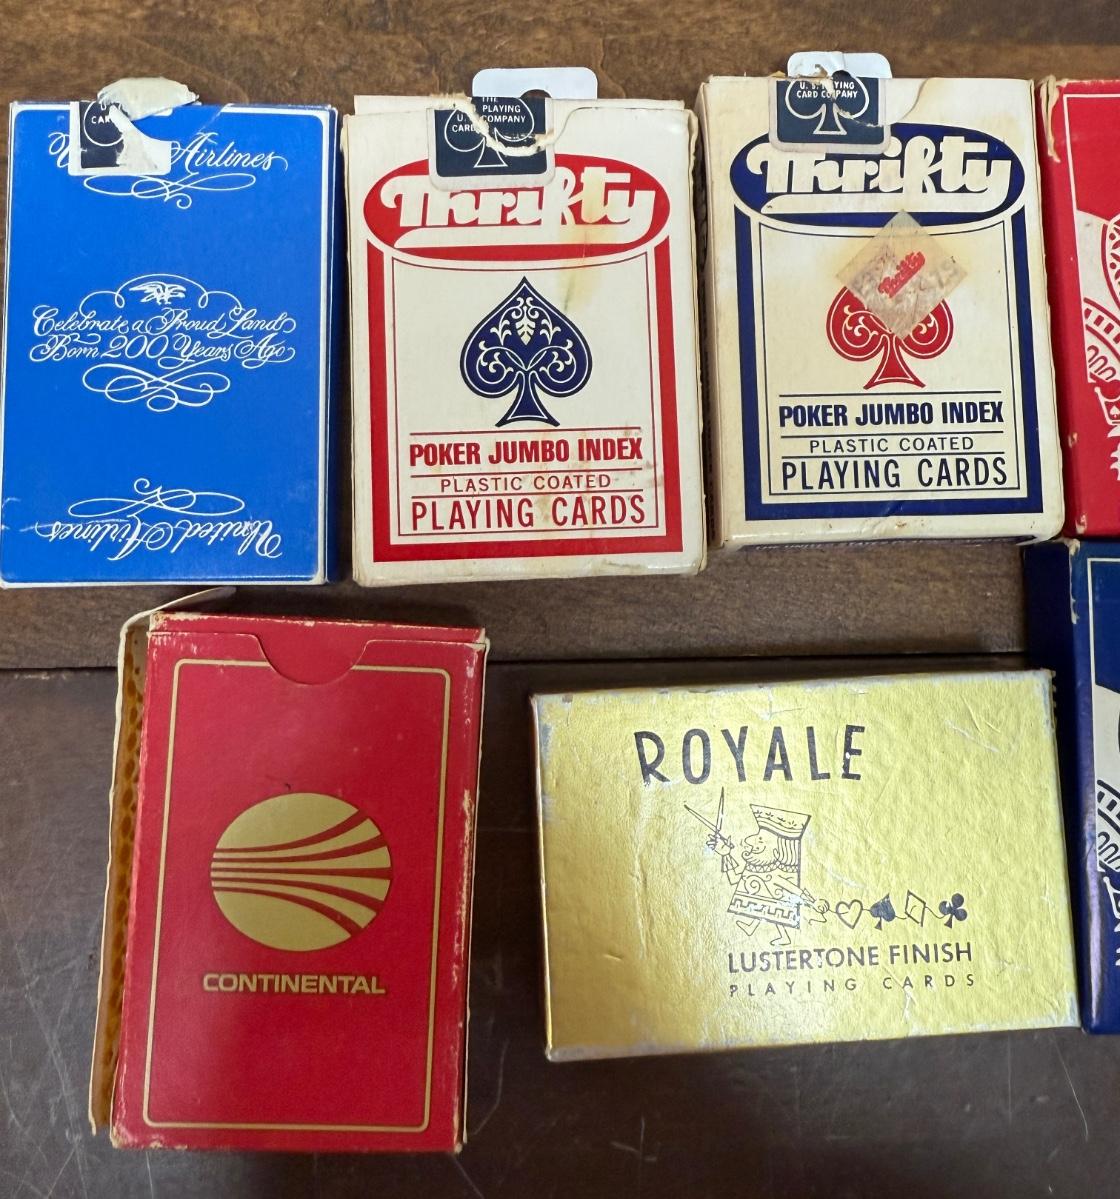 CAR
Airlines
Celebrate a Proud Land
Born 200 Years Ago
United Airlines
THE
PLAYING
U. COMPANY
CARD
Thrifty
POKER JUMBO INDEX
PLASTIC COATED
PLAYING CARDS
U. S. PLAYING
CARD COMPANY
Thrifty
Thrifty
POKER JUMBO INDEX
PLASTIC COATED
PLAYING CARDS
CONTINENTAL
ROYALE
LUSTERTONE FINISH
PLAYING CARDS